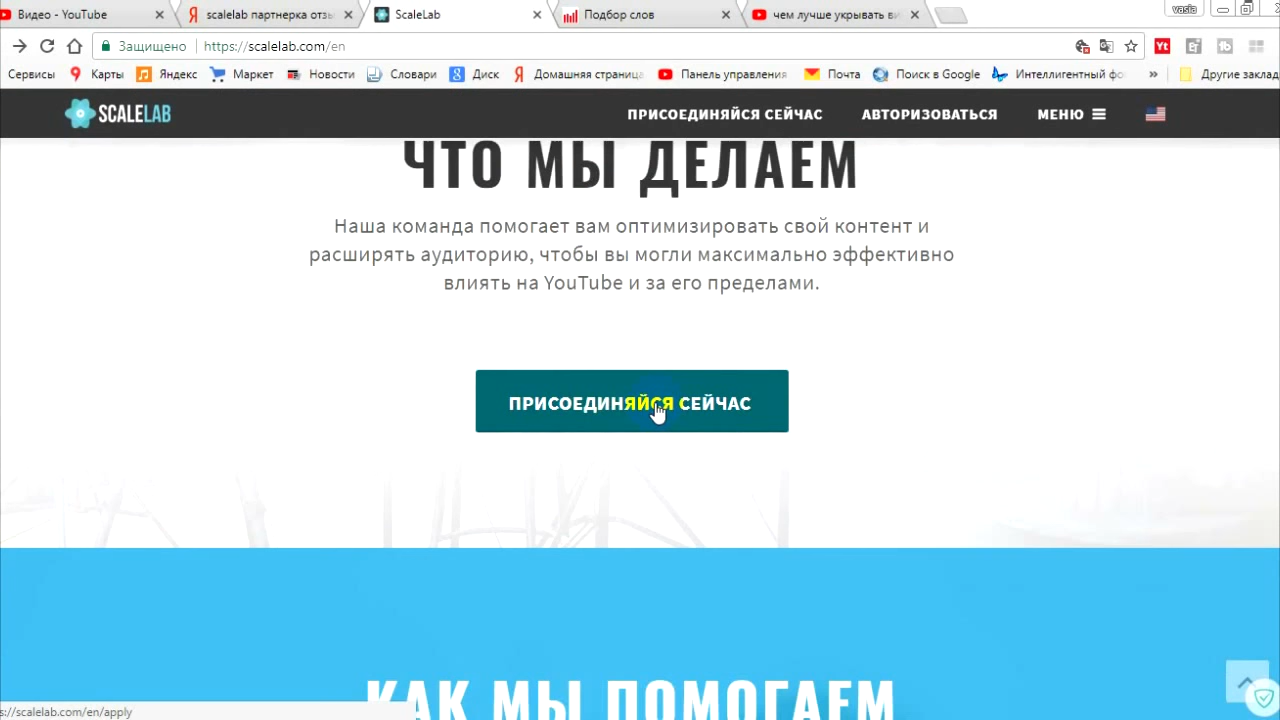 Видео - YouTube
scalelab партнерка отзы
ScaleLab
Подбор слов
чем лучше укрывать ви
vasia
Защищено
https://scalelab.com/en
Сервисы
Карты
Яндекс
Маркет
Новости
Словари
Диск
Домашняя страница
Панель управления
Почта
Поиск в Google
Интеллигентный фо
»
Другие заклад
SCALELAB
ПРИСОЕДИНЯЙСЯ СЕЙЧАС
АВТОРИЗОВАТЬСЯ
МЕНЮ
ЧТО МЫ ДЕЛАЕМ
Наша команда помогает вам оптимизировать свой контент и
расширять аудиторию, чтобы вы могли максимально эффективно
влиять на YouTube и за его пределами.
ПРИСОЕДИНЯЙСЯ СЕЙЧАС
КАК МЫ ПОМОГАЕМ
s://scalelab.com/en/apply